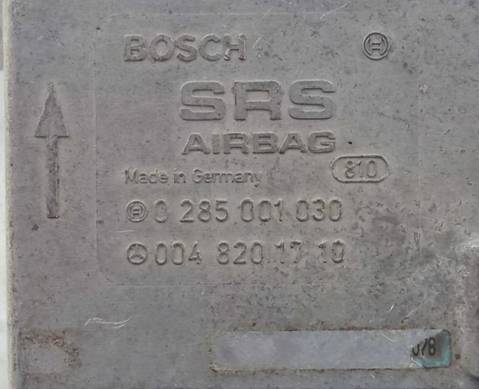 BOSCH
SRS
AIRBAG
Made in Germany 810
0 285 001 030
004 820 17 10